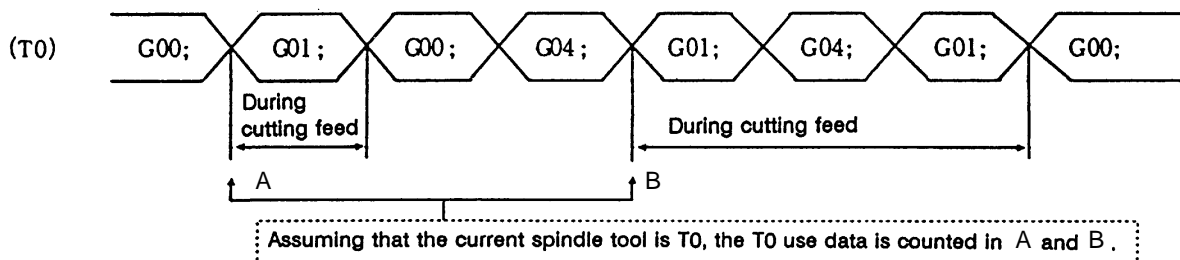 (T0) G00; G01; G00; G04; G01; G04; G01; G00;
During
cutting feed
During cutting feed
A B
Assuming that the current spindle tool is T0, the T0 use data is counted in A and B.